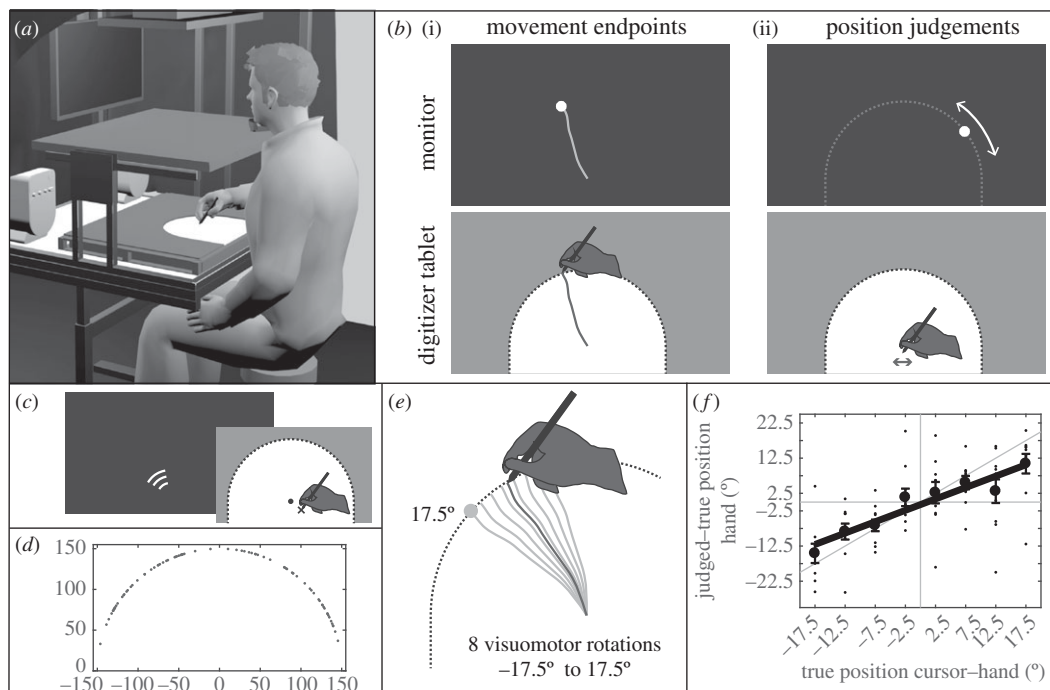 (a)
(b) (i) movement endpoints
(ii) position judgements
monitor
digitizer tablet
(c)
(d)
150
100
50
0
−150 −100 −50 0 50 100 150
(e)
17.5º
8 visuomotor rotations
−17.5º to 17.5º
(f)
judged–true position
hand (º)
22.5
12.5
2.5
−2.5
−12.5
−22.5
−17.5
−12.5
−7.5
−2.5
2.5
7.5
12.5
17.5
true position cursor–hand (º)